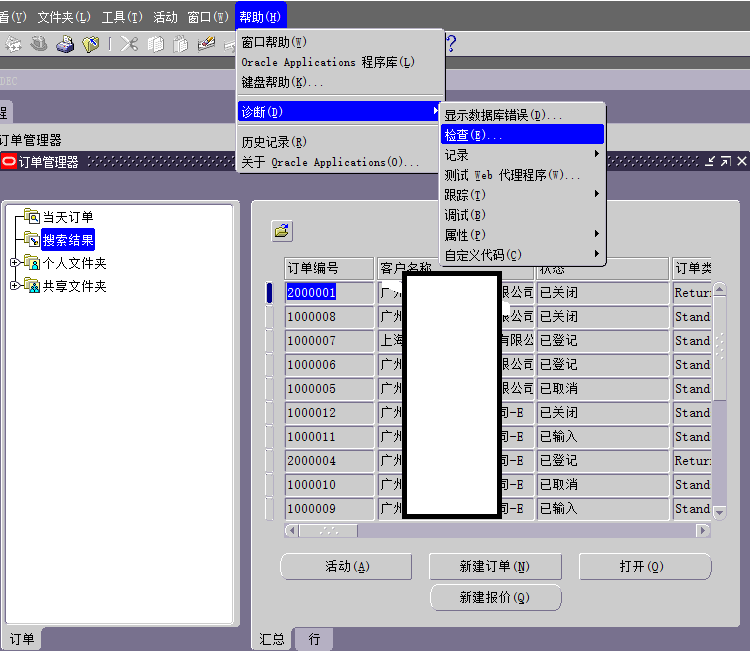 看(V) 文件夹(L) 工具(T) 活动 窗口(W) 帮助(H)
窗口帮助(W)
Oracle Applications 程序库(L)
键盘帮助(K)...
诊断(D)
历史记录(R)
关于 Oracle Applications(O)...
显示数据库错误(D)...
检查(E)...
记录
测试 Web 代理程序(W)...
跟踪(T)
调试(B)
属性(P)
自定义代码(C)
DEC
程
订单管理器
订单管理器
当天订单
搜索结果
个人文件夹
共享文件夹
订单
订单编号 客户名称 状态 订单类
2000001 广州 限公司 已关闭 Retur
1000008 广州 限公司 已关闭 Stand
1000007 上海 有限公 已登记 Stand
1000006 广州 限公司 已登记 Stand
1000005 广州 限公司 已取消 Stand
1000012 广州 司-E 已关闭 Stand
1000011 广州 司-E 已输入 Stand
2000004 广州 司-E 已登记 Retur
1000010 广州 司-E 已取消 Stand
1000009 广州 司-E 已输入 Stand
活动(A) 新建订单(N) 打开(O)
新建报价(Q)
汇总 行